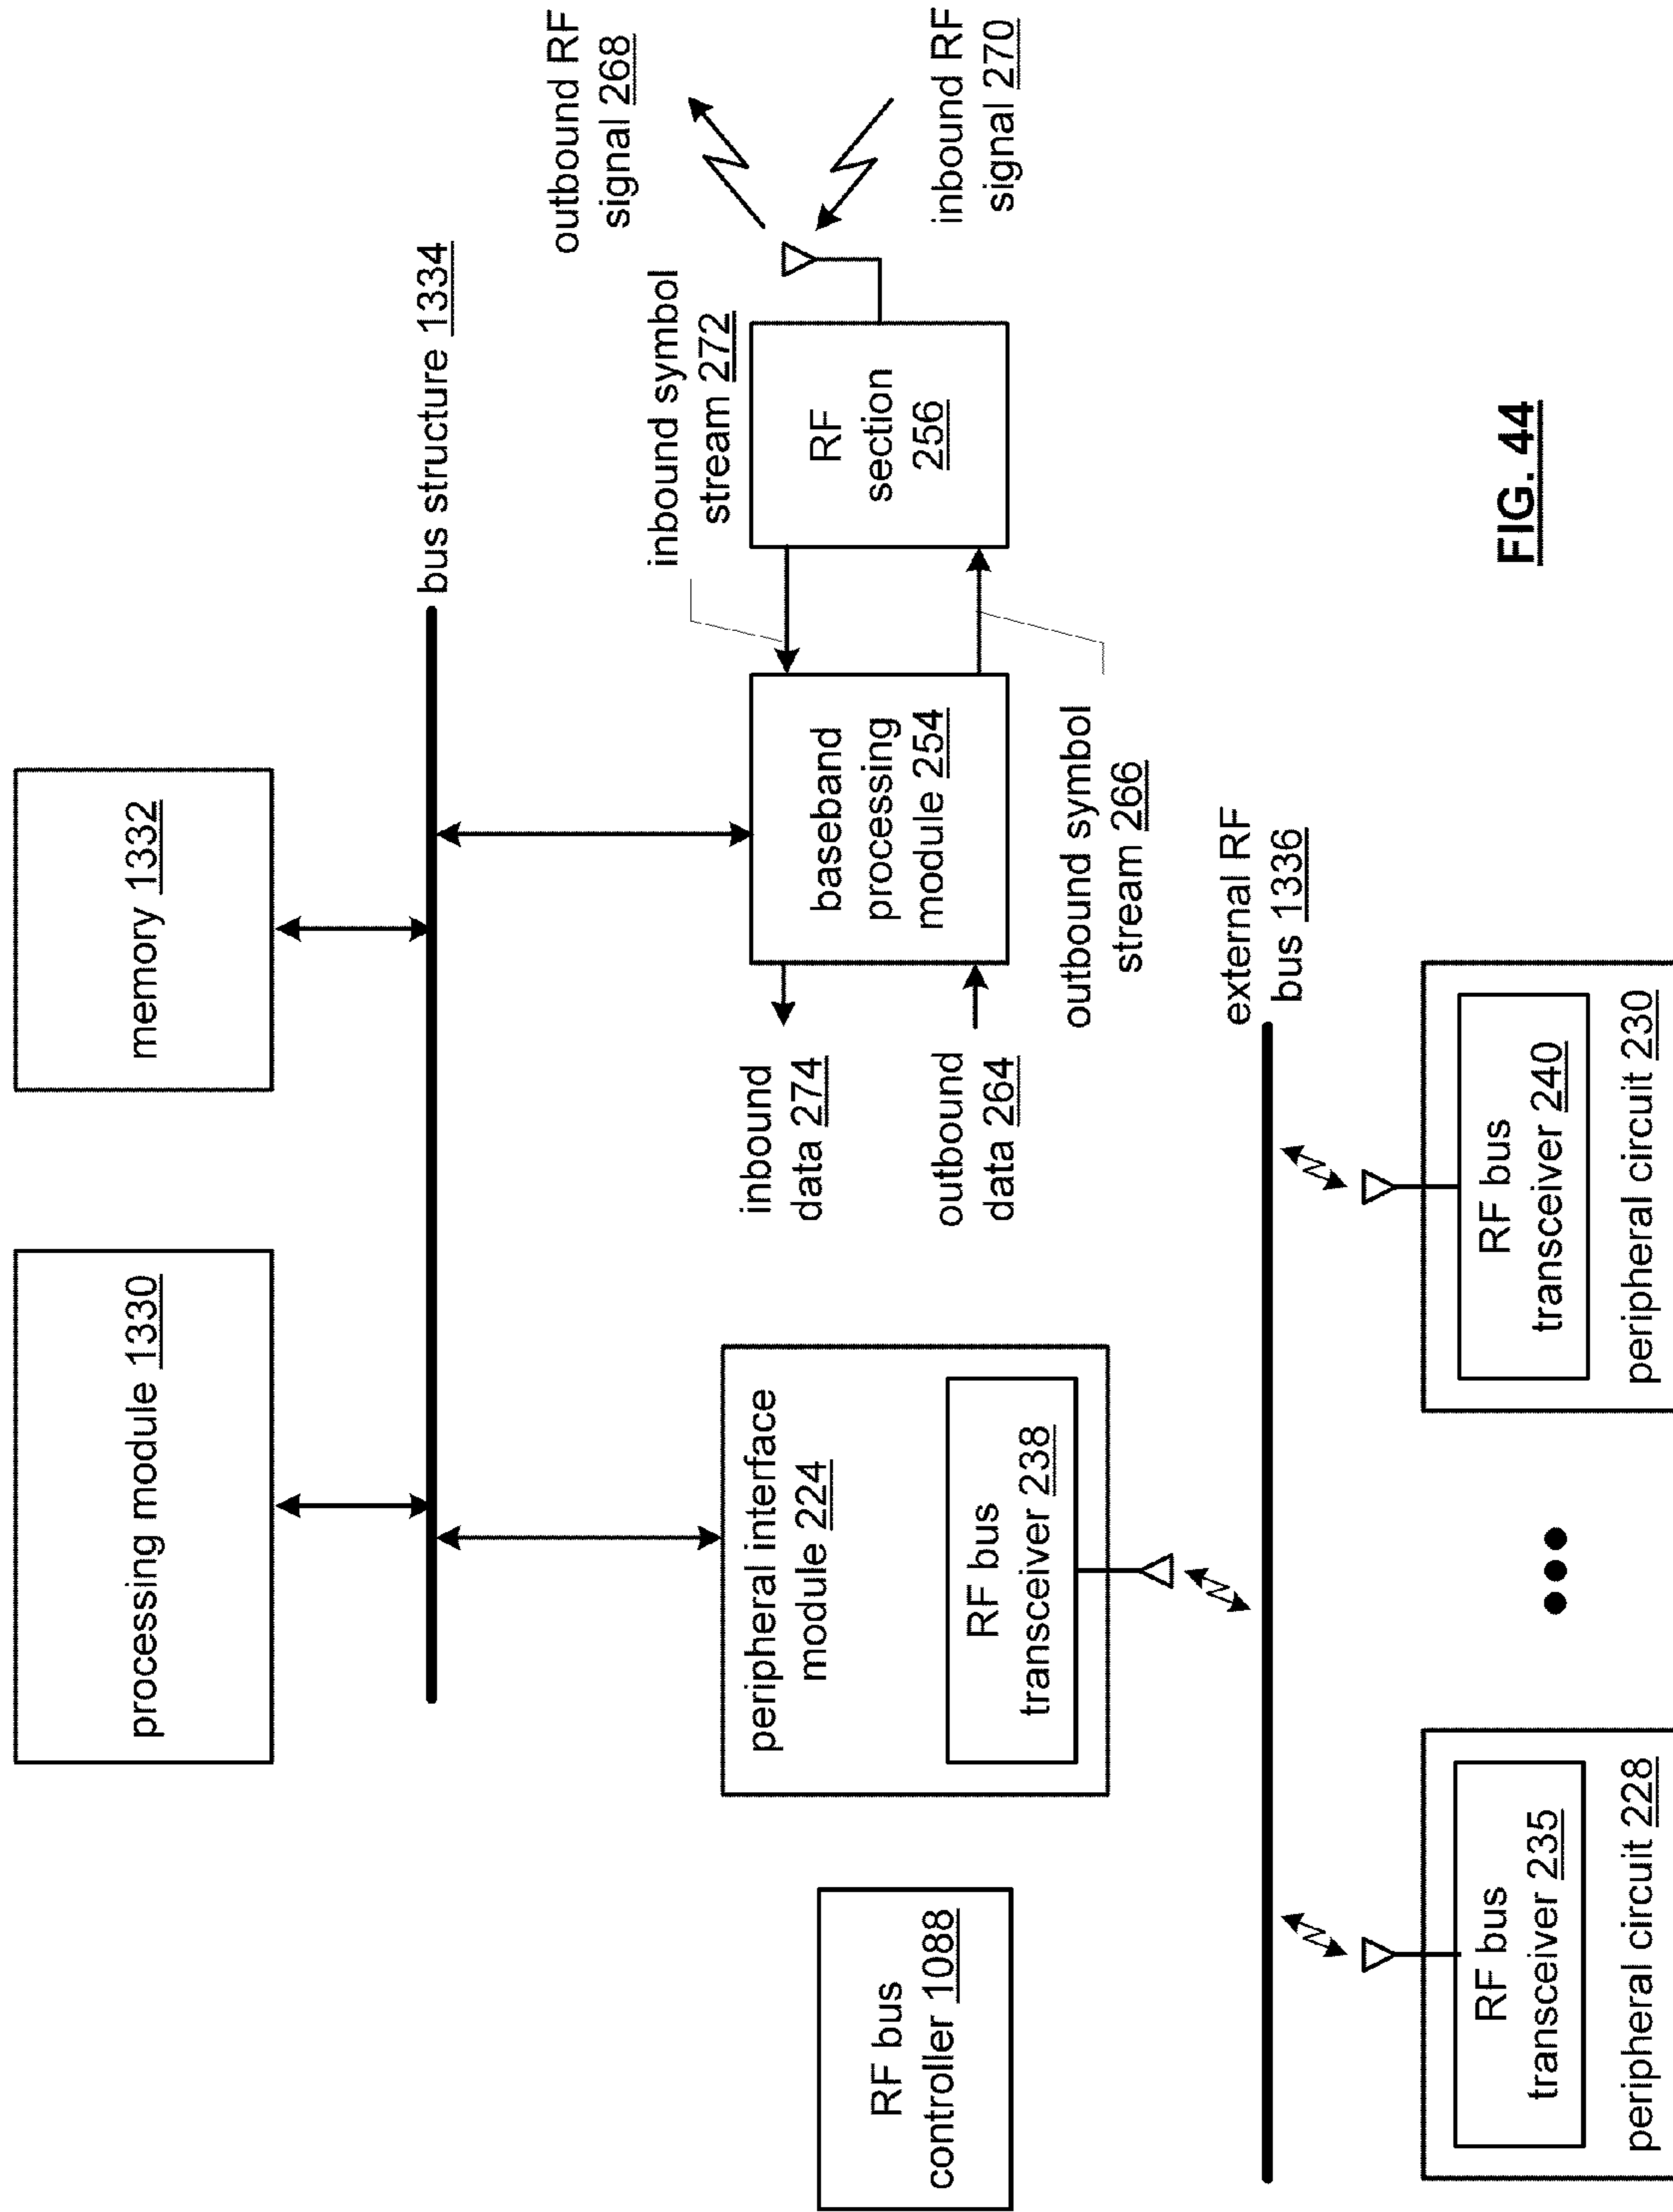 processing module 1330
memory 1332
bus structure 1334
peripheral interface
module 224
RF bus
transceiver 238
RF bus
controller 1088
inbound
data 274
outbound
data 264
baseband
processing
module 254
inbound symbol
stream 272
outbound symbol
stream 266
RF
section
256
outbound RF
signal 268
inbound RF
signal 270
external RF
bus 1336
RF bus
transceiver 235
peripheral circuit 228
RF bus
transceiver 240
peripheral circuit 230
FIG. 44